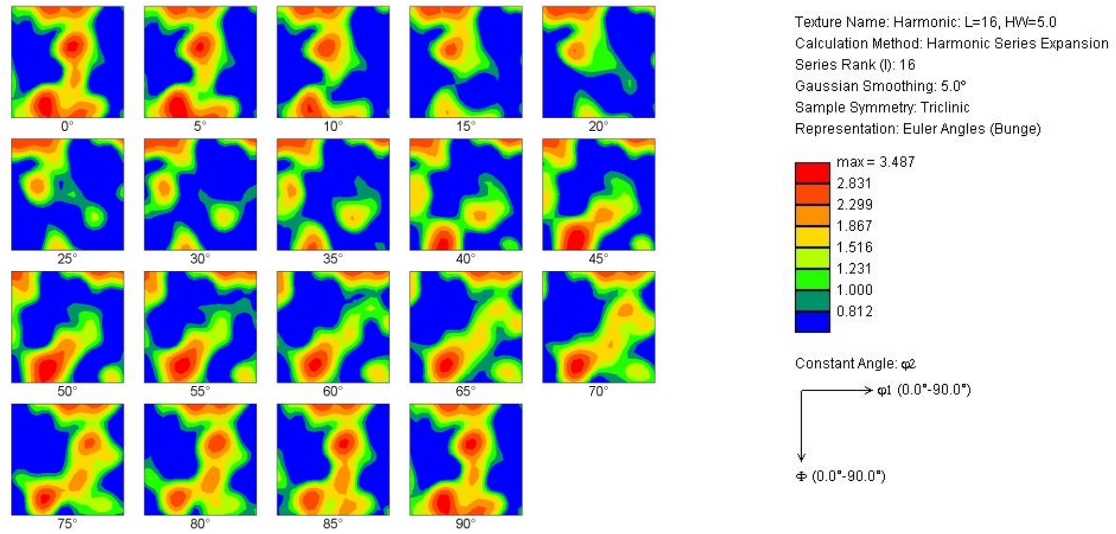 0°
5°
10°
15°
20°
25°
30°
35°
40°
45°
50°
55°
60°
65°
70°
75°
80°
85°
90°
Texture Name: Harmonic: L=16, HW=5.0
Calculation Method: Harmonic Series Expansion
Series Rank (l): 16
Gaussian Smoothing: 5.0°
Sample Symmetry: Triclinic
Representation: Euler Angles (Bunge)
max = 3.487
2.831
2.299
1.867
1.516
1.231
1.000
0.812
Constant Angle: φ2
φ1 (0.0°-90.0°)
Φ (0.0°-90.0°)